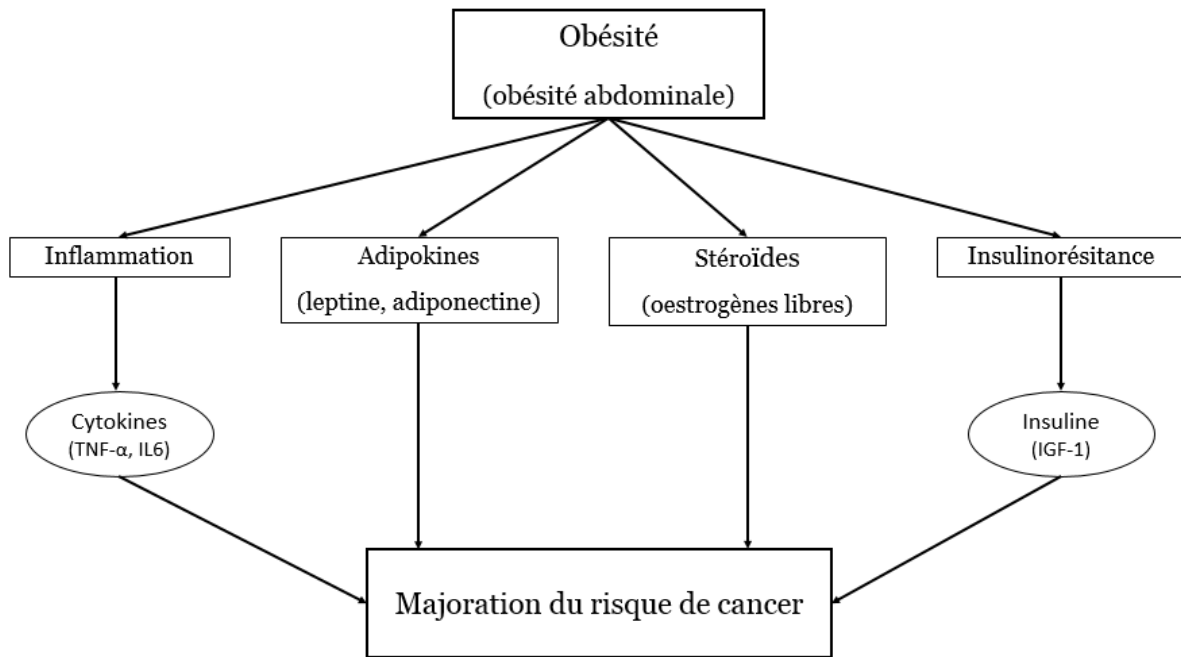 Obésité
(obésité abdominale)
Inflammation
Adipokines
(leptine, adiponectine)
Stéroïdes
(oestrogènes libres)
Insulinorésitance
Cytokines
(TNF-α, IL6)
Insuline
(IGF-1)
Majoration du risque de cancer